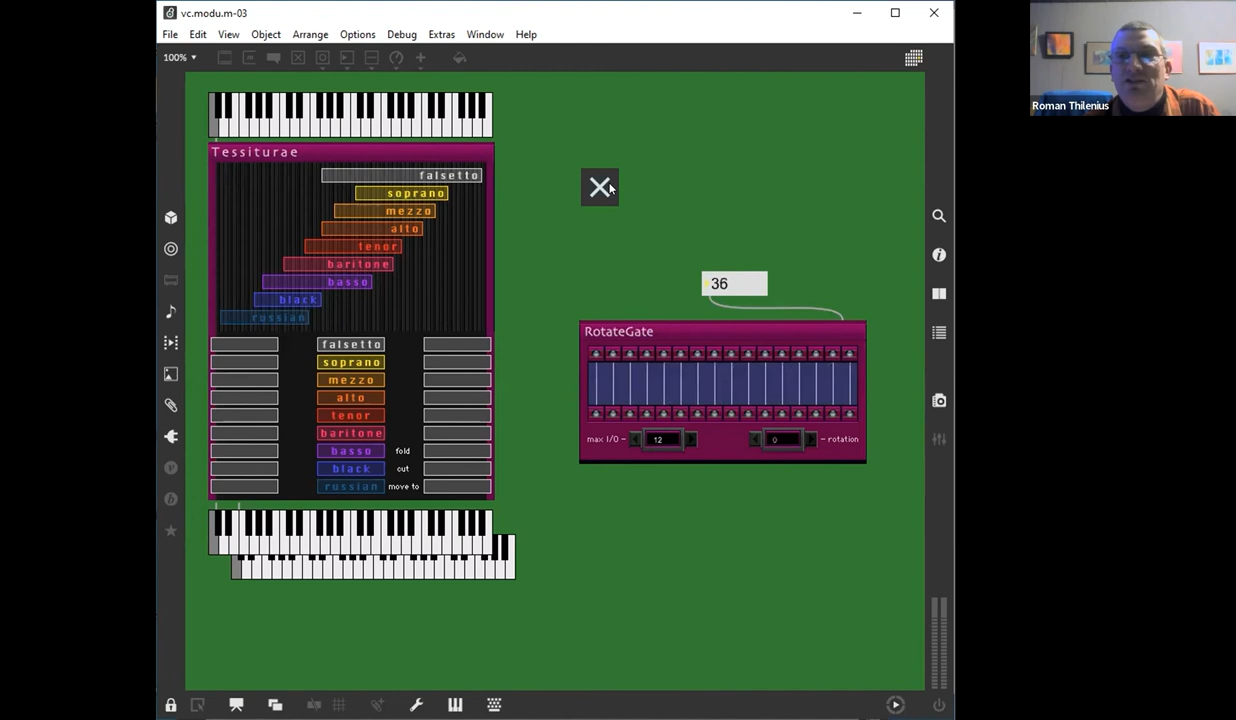 vc.modu.m-03
File Edit View Object Arrange Options Debug Extras Window Help
100%
Roman Thilenius
Tessiturae
falsetto
soprano
mezzo
alto
tenor
baritone
basso
black
russian
falsetto
soprano
mezzo
alto
tenor
baritone
basso fold
black cut
russian move to
36
RotateGate
max I/O - 12 0 - rotation